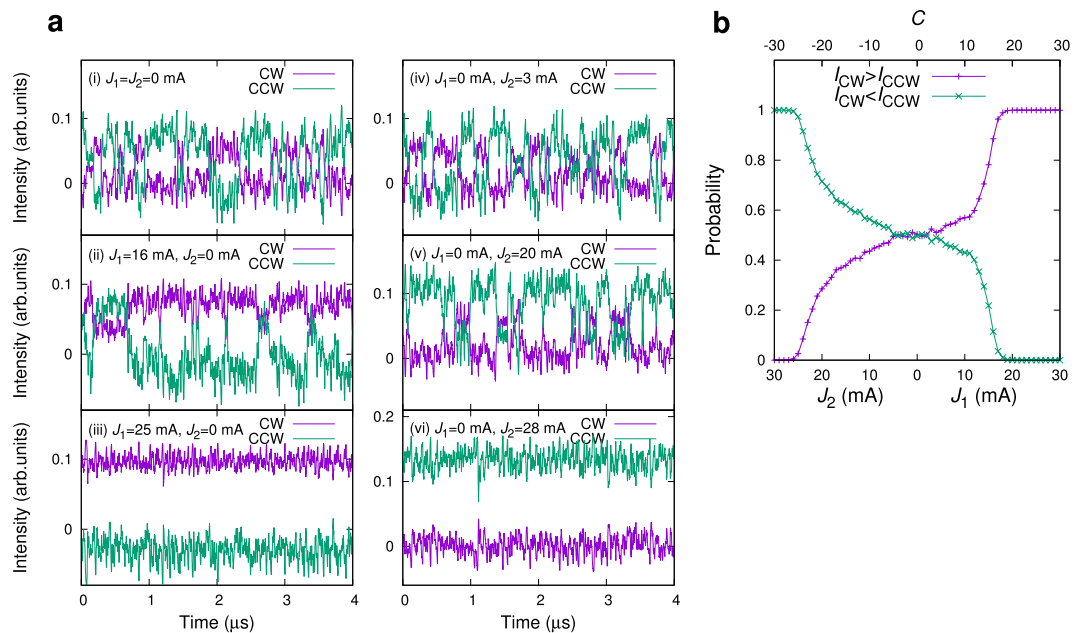 a
b
(i) J1=J2=0 mA
CW
CCW
Intensity (arb.units)
0.1
0
(iv) J1=0 mA, J2=3 mA
CW
CCW
0.1
0
(ii) J1=16 mA, J2=0 mA
CW
CCW
Intensity (arb.units)
0.1
0
(v) J1=0 mA, J2=20 mA
CW
CCW
0.1
0
(iii) J1=25 mA, J2=0 mA
CW
CCW
Intensity (arb.units)
0.1
0
0 1 2 3 4
Time (μs)
(vi) J1=0 mA, J2=28 mA
CW
CCW
0.2
0.1
0
0 1 2 3 4
Time (μs)
C
-30 -20 -10 0 10 20 30
ICW>ICCW
ICW<ICCW
Probability
1
0.8
0.6
0.4
0.2
0
30 20 10 0 10 20 30
J2 (mA) J1 (mA)